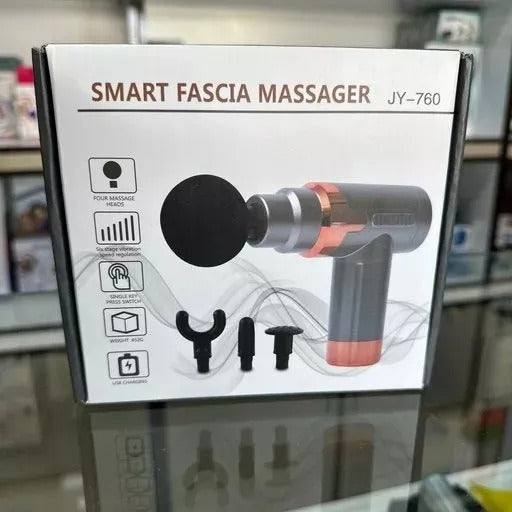 SMART FASCIA MASSAGER JY-760
FOUR MASSAGE
HEADS
Six stage vibration
speed regulation
SINGLE KEY
PRESS SWITCH
WEIGHT: 452G
USB CHARGING